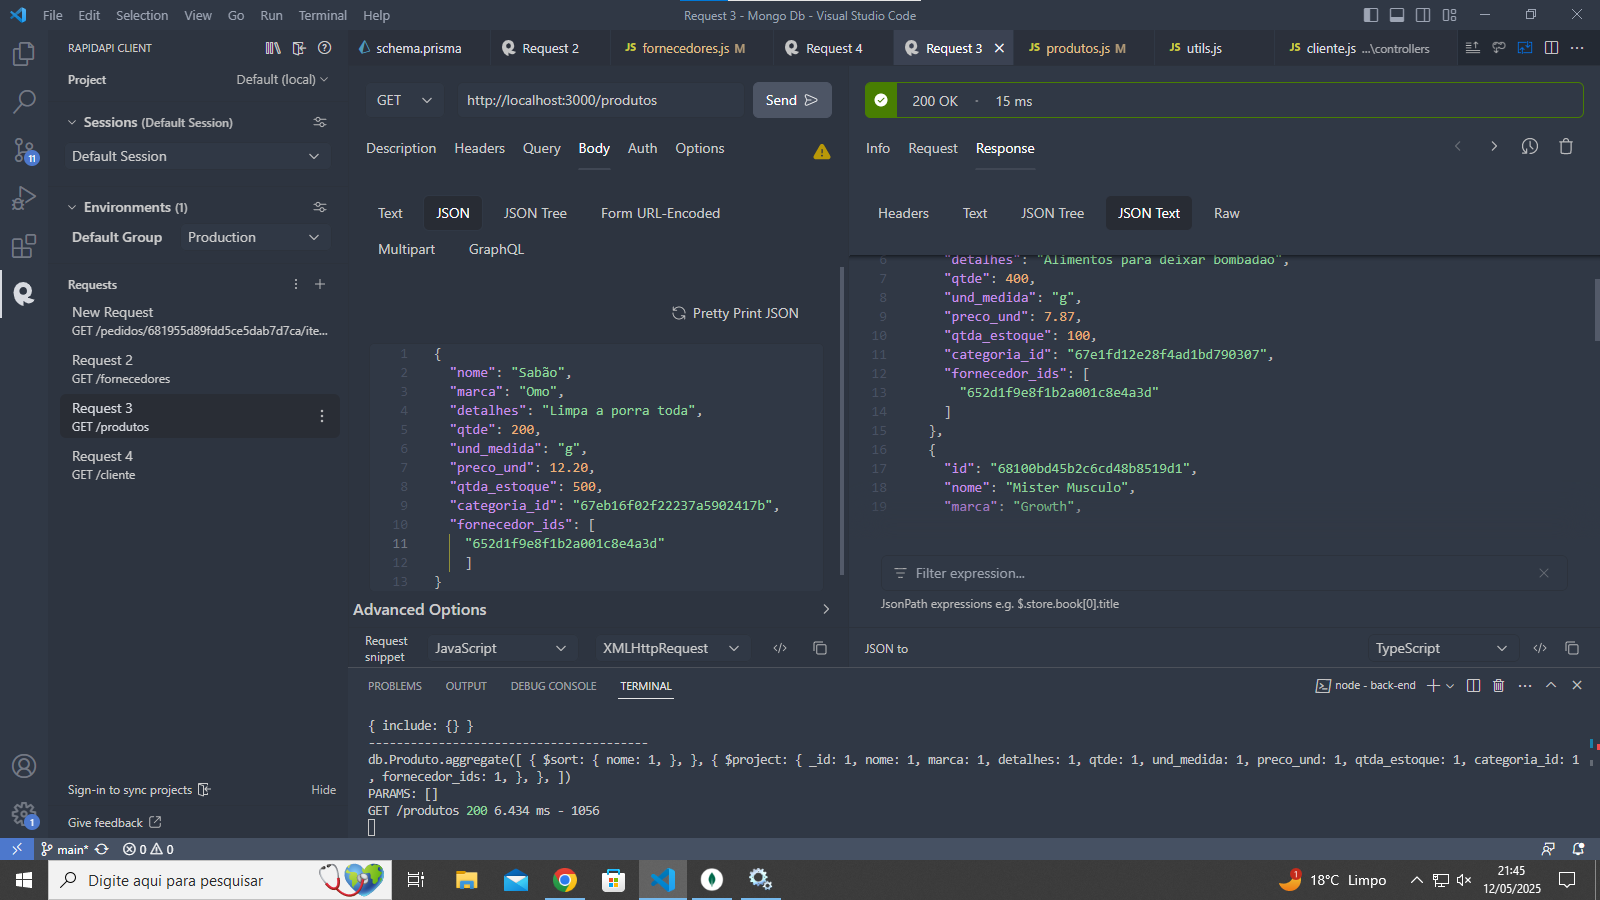 File Edit Selection View Go Run Terminal Help
Request 3 - Mongo Db - Visual Studio Code
RAPIDAPI CLIENT
schema.prisma
Request 2
JS fornecedores.js M
Request 4
Request 3
JS produtos.js M
JS utils.js
JS cliente.js ...\controllers
Project
Default (local)
Sessions (Default Session)
Default Session
11
Environments (1)
Default Group
Production
Requests
New Request
GET /pedidos/681955d89fdd5ce5dab7d7ca/ite...
Request 2
GET /fornecedores
Request 3
GET /produtos
Request 4
GET /cliente
Sign-in to sync projects
Hide
Give feedback
1
GET
http://localhost:3000/produtos
Send
Description Headers Query Body Auth Options
Text JSON JSON Tree Form URL-Encoded
Multipart GraphQL
Pretty Print JSON
1 {
2 "nome": "Sabão",
3 "marca": "Omo",
4 "detalhes": "Limpa a porra toda",
5 "qtde": 200,
6 "und_medida": "g",
7 "preco_und": 12.20,
8 "qtda_estoque": 500,
9 "categoria_id": "67eb16f02f22237a5902417b",
10 "fornecedor_ids": [
11 "652d1f9e8f1b2a001c8e4a3d"
12 ]
13 }
Advanced Options
Request snippet
JavaScript
XMLHttpRequest
200 OK · 15 ms
Info Request Response
Headers Text JSON Tree JSON Text Raw
6 "detalhes": "Alimentos para deixar bombadao",
7 "qtde": 400,
8 "und_medida": "g",
9 "preco_und": 7.87,
10 "qtda_estoque": 100,
11 "categoria_id": "67e1fd12e28f4ad1bd790307",
12 "fornecedor_ids": [
13 "652d1f9e8f1b2a001c8e4a3d"
14 ]
15 },
16 {
17 "id": "68100bd45b2c6cd48b8519d1",
18 "nome": "Mister Musculo",
19 "marca": "Growth",
Filter expression...
JsonPath expressions e.g. $.store.book[0].title
JSON to
TypeScript
PROBLEMS OUTPUT DEBUG CONSOLE TERMINAL
node - back-end
{ include: {} }
----------------------------------------
db.Produto.aggregate([ { $sort: { nome: 1, }, }, { $project: { _id: 1, nome: 1, marca: 1, detalhes: 1, qtde: 1, und_medida: 1, preco_und: 1, qtda_estoque: 1, categoria_id: 1
, fornecedor_ids: 1, }, }, ])
PARAMS: []
GET /produtos 200 6.434 ms - 1056
main* 0 0
Digite aqui para pesquisar
1
18°C Limpo
21:45
12/05/2025